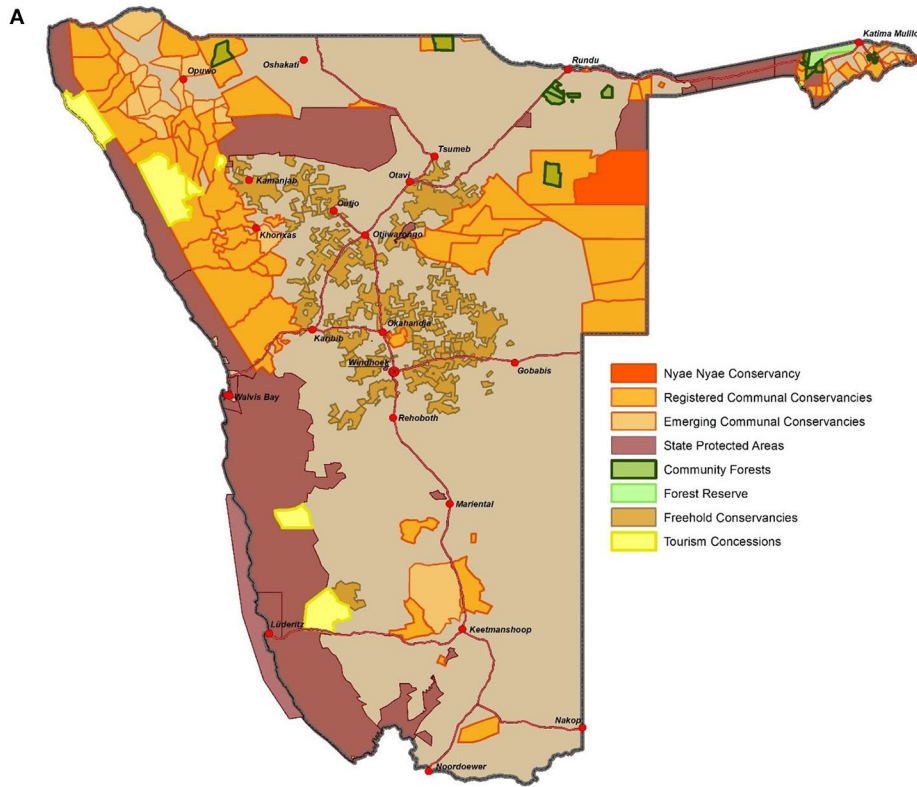 A
Katima Mulilo
Rundu
Oshakati
Opuwo
Tsumeb
Otavi
Kamanjab
Outjo
Khorixas
Otjiwarongo
Okahandja
Karibib
Windhoek
Gobabis
Walvis Bay
Rehoboth
Mariental
Lüderitz
Keetmanshoop
Nakop
Noordoewer
Nyae Nyae Conservancy
Registered Communal Conservancies
Emerging Communal Conservancies
State Protected Areas
Community Forests
Forest Reserve
Freehold Conservancies
Tourism Concessions